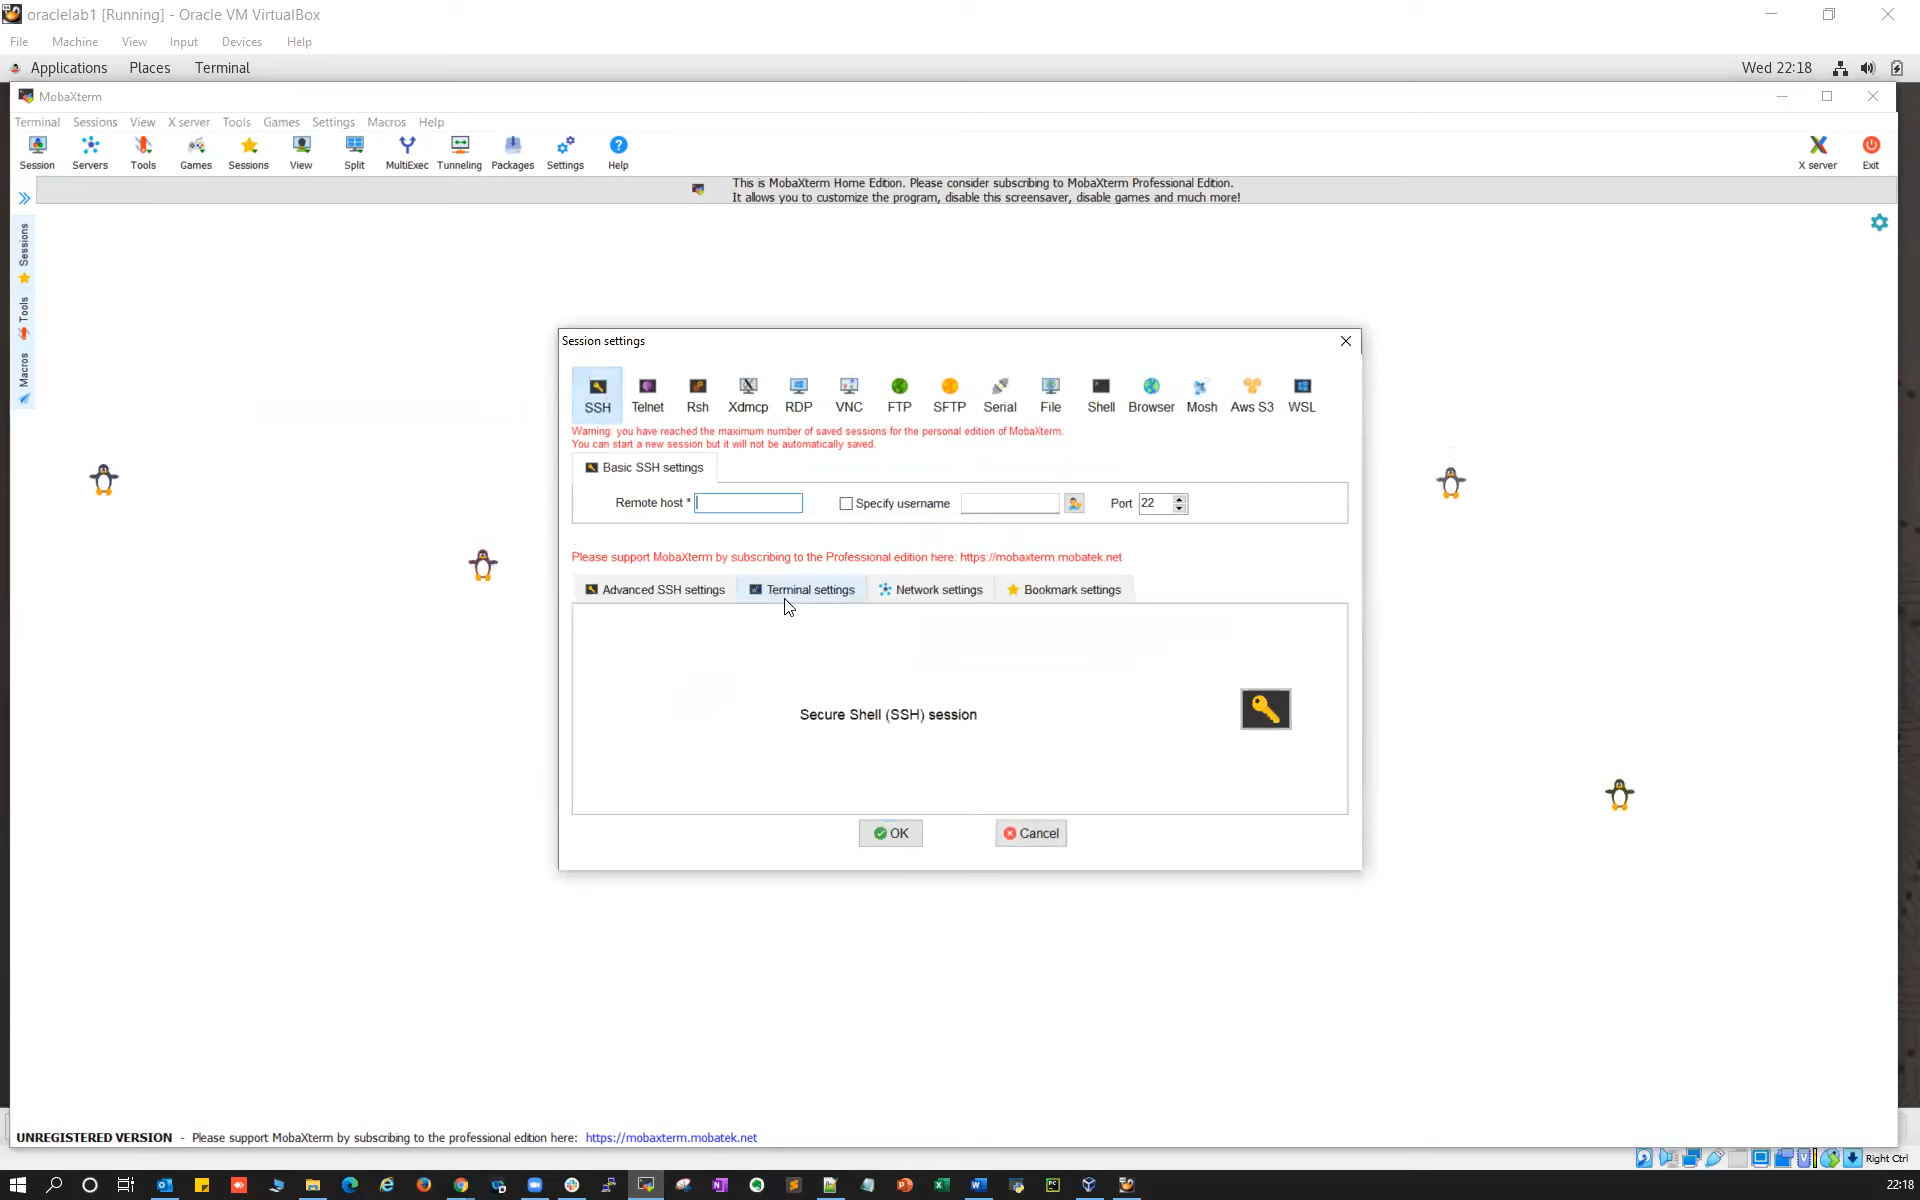 oraclelab1 [Running] - Oracle VM VirtualBox
File Machine View Input Devices Help
Applications Places Terminal Wed 22:18
MobaXterm
Terminal Sessions View X server Tools Games Settings Macros Help
Session Servers Tools Games Sessions View Split MultiExec Tunneling Packages Settings Help X server Exit
This is MobaXterm Home Edition. Please consider subscribing to MobaXterm Professional Edition.
It allows you to customize the program, disable this screensaver, disable games and much more!
Sessions
Tools
Macros
Session settings
SSH Telnet Rsh Xdmcp RDP VNC FTP SFTP Serial File Shell Browser Mosh Aws S3 WSL
Warning: you have reached the maximum number of saved sessions for the personal edition of MobaXterm.
You can start a new session but it will not be automatically saved.
Basic SSH settings
Remote host * Specify username Port 22
Please support MobaXterm by subscribing to the Professional edition here: https://mobaxterm.mobatek.net
Advanced SSH settings Terminal settings Network settings Bookmark settings
Secure Shell (SSH) session
OK Cancel
UNREGISTERED VERSION - Please support MobaXterm by subscribing to the professional edition here: https://mobaxterm.mobatek.net
Right Ctrl
22:18